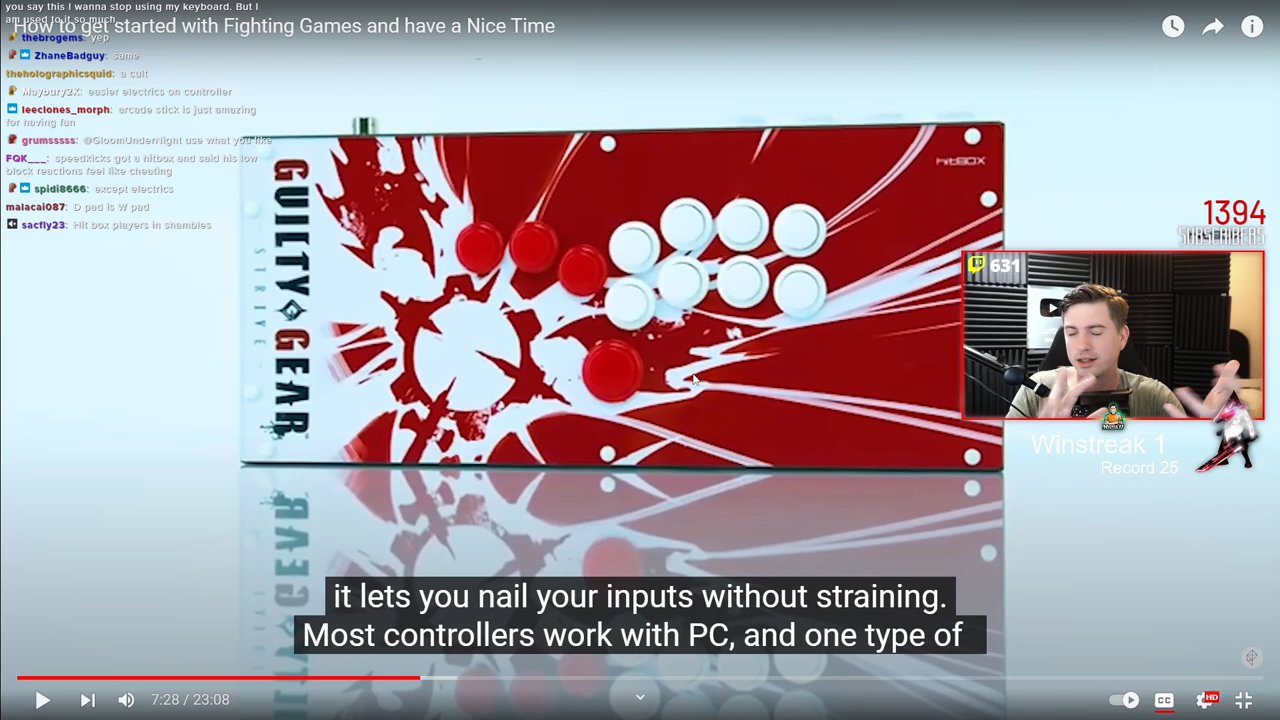 you say this I wanna stop using my keyboard. But I
am used to it so much
How to get started with Fighting Games and have a Nice Time
thebrogems: yep
ZhaneBadguy: same
theholographicsquid: a cult
Maybury2K: easier electrics on controller
leeclones_morph: arcade stick is just amazing
for having fun
grumsssss: @GloomUnderNight use what you like
FQK___: speedkicks got a hitbox and said his low
block reactions feel like cheating
spidi8666: except electrics
malacai087: D pad is W pad
sacfly23: Hit box players in shambles
GUILTY GEAR
STRIVE
hitBOX
1394
SUBSCRIBERS
631
Winstreak 1
Record 25
it lets you nail your inputs without straining.
Most controllers work with PC, and one type of
7:28 / 23:08
CC
HD